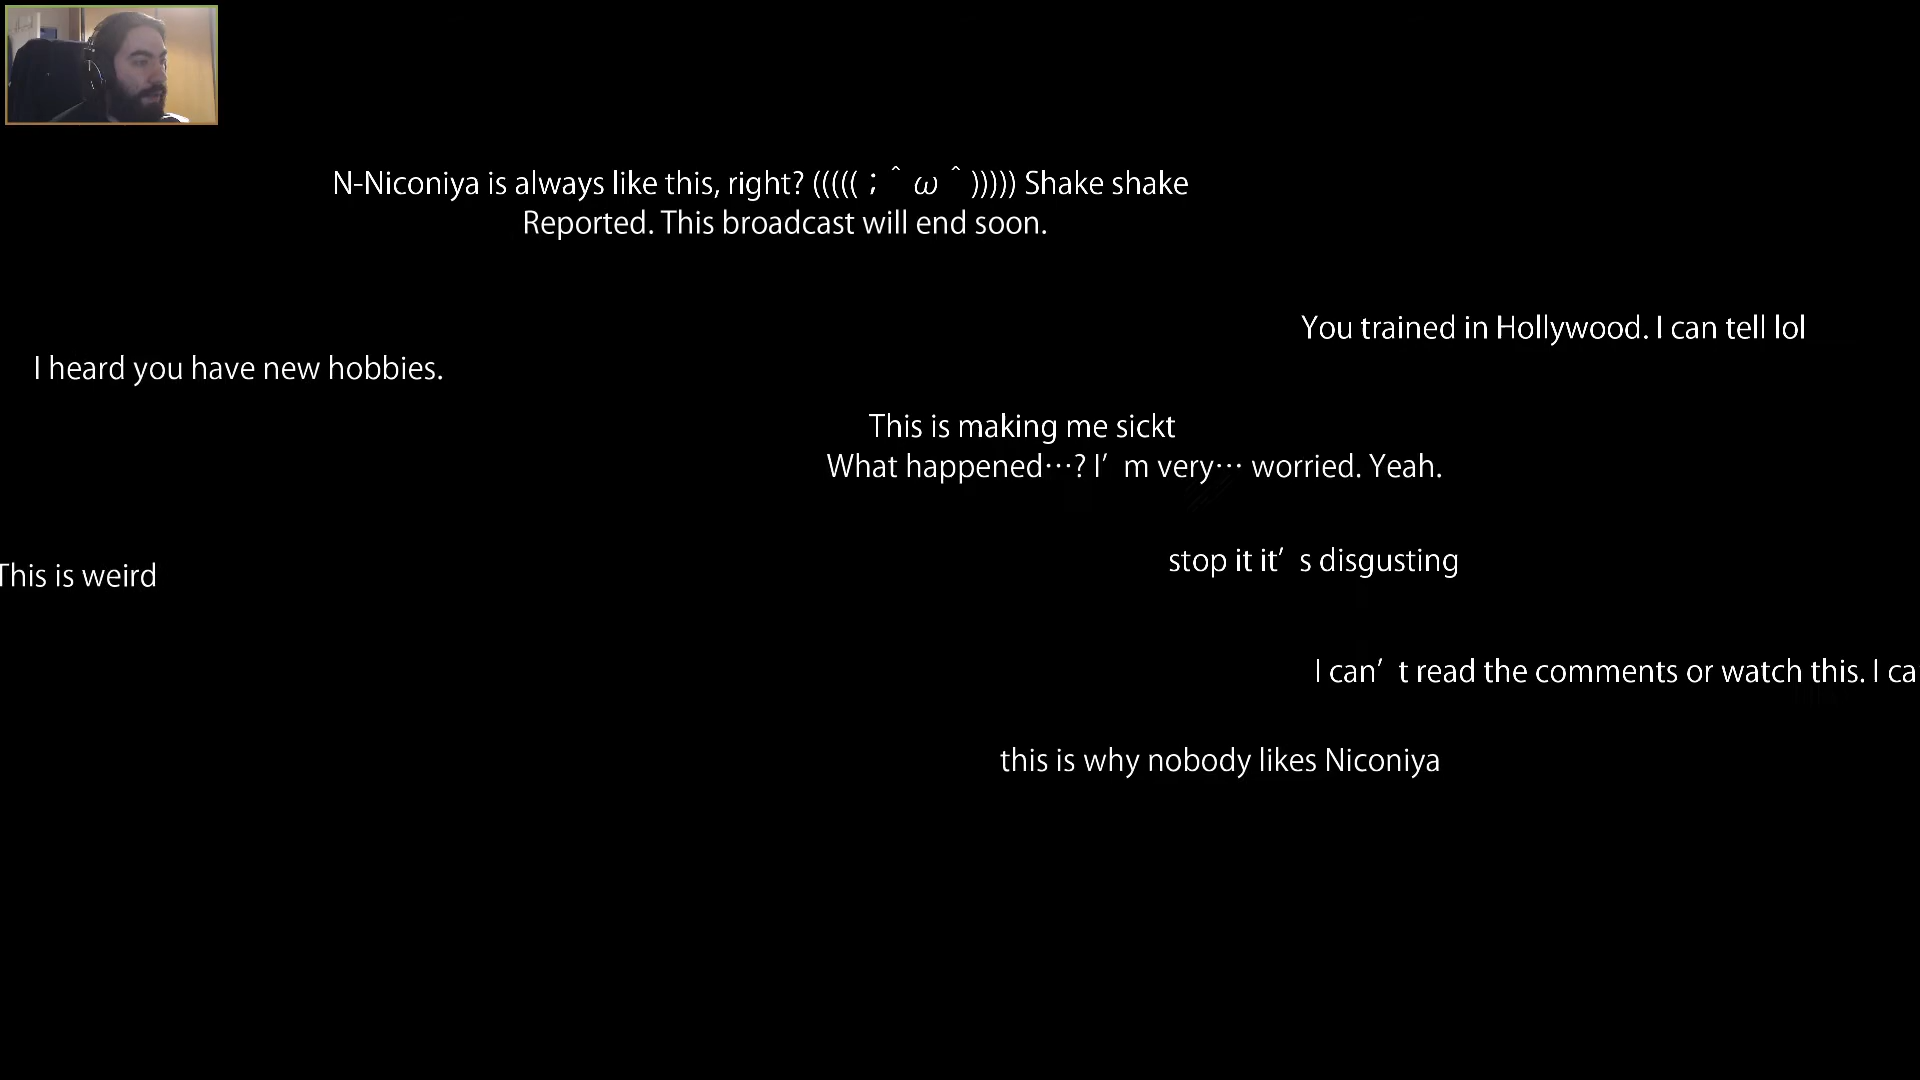 N-Niconiya is always like this, right? (((((；＾ω＾))))) Shake shake
Reported. This broadcast will end soon.
You trained in Hollywood. I can tell lol
I heard you have new hobbies.
This is making me sickt
What happened…? I’m very… worried. Yeah.
stop it it’s disgusting
This is weird
I can’t read the comments or watch this. I ca
this is why nobody likes Niconiya